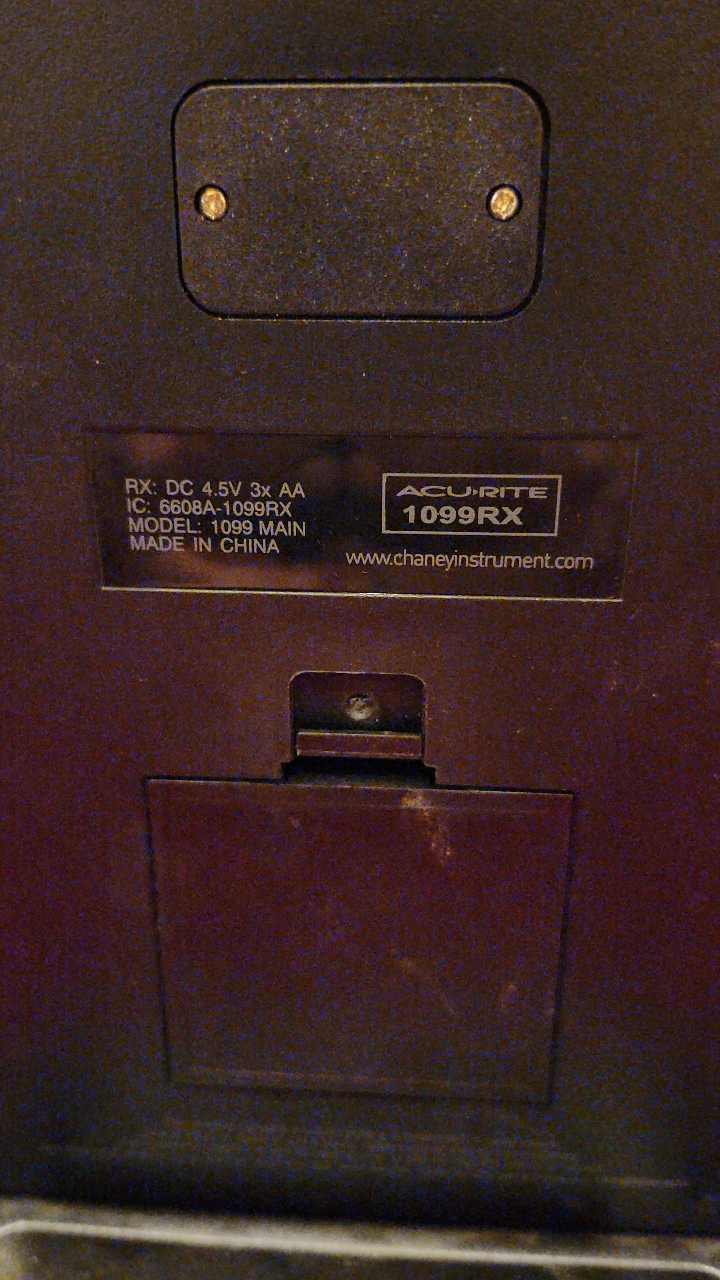 RX: DC 4.5V 3x AA
IC: 6608A-1099RX
MODEL: 1099 MAIN
MADE IN CHINA
ACU›RITE
1099RX
www.chaneyinstrument.com